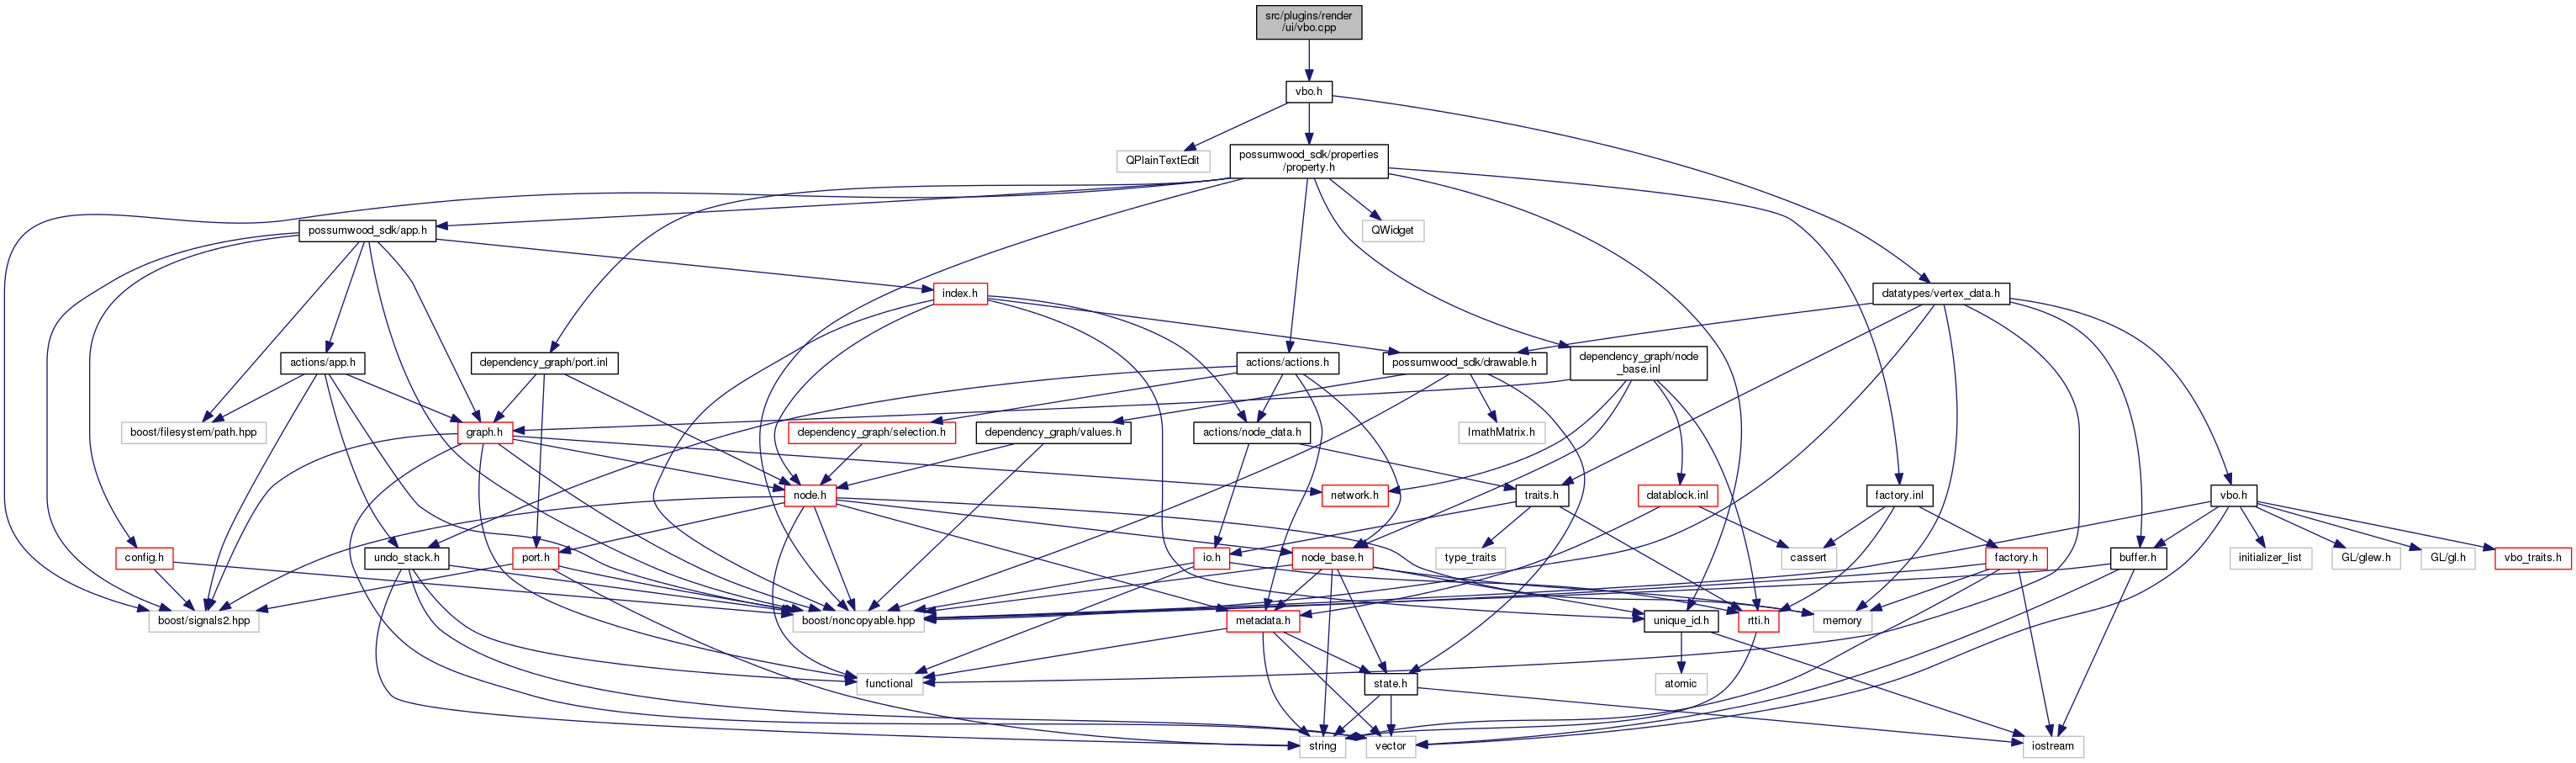 src/plugins/render
/ui/vbo.cpp
vbo.h
QPlainTextEdit
possumwood_sdk/properties
/property.h
possumwood_sdk/app.h
QWidget
index.h
datatypes/vertex_data.h
actions/app.h
dependency_graph/port.inl
actions/actions.h
possumwood_sdk/drawable.h
dependency_graph/node
_base.inl
boost/filesystem/path.hpp
graph.h
dependency_graph/selection.h
dependency_graph/values.h
actions/node_data.h
ImathMatrix.h
node.h
network.h
traits.h
datablock.inl
factory.inl
vbo.h
config.h
undo_stack.h
port.h
io.h
node_base.h
type_traits
cassert
factory.h
buffer.h
initializer_list
GL/glew.h
GL/gl.h
vbo_traits.h
boost/signals2.hpp
boost/noncopyable.hpp
metadata.h
unique_id.h
rtti.h
memory
functional
state.h
atomic
string
vector
iostream